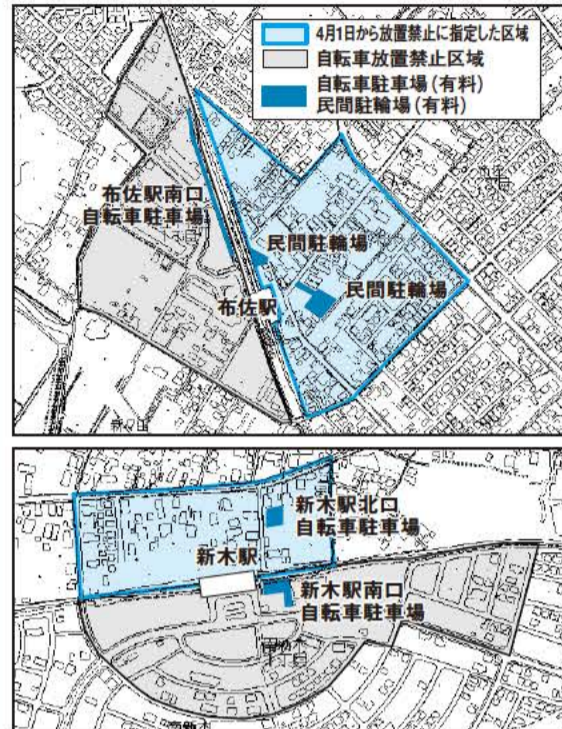 4月1日から放置禁止に指定した区域
自転車放置禁止区域
自転車駐車場(有料)
民間駐輪場(有料)
布佐駅南口
自転車駐車場
民間駐輪場
民間駐輪場
布佐駅
新木駅北口
自転車駐車場
新木駅
新木駅南口
自転車駐車場
南新木